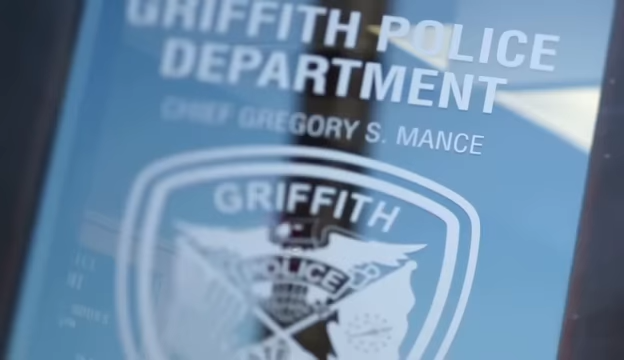 GRIFFITH POLICE
DEPARTMENT
CHIEF GREGORY S. MANCE
GRIFFITH
POLICE